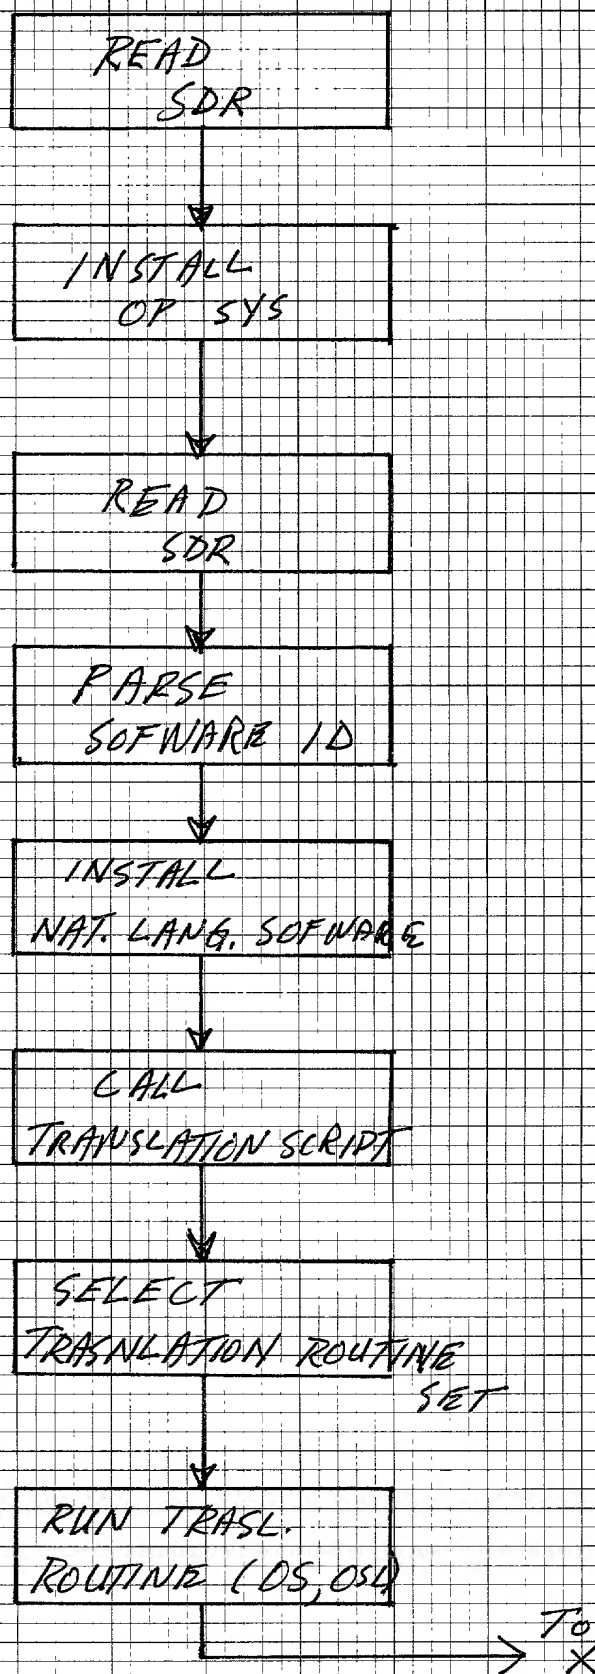 READ
SDR
INSTALL
OP SYS
READ
SDR
PARSE
SOFWARE ID
INSTALL
NAT. LANG. SOFWARE
CALL
TRANSLATION SCRIPT
SELECT
TRASNLATION ROUTINE
SET
RUN TRASL.
ROUTINE (OS, OSL)
To
X